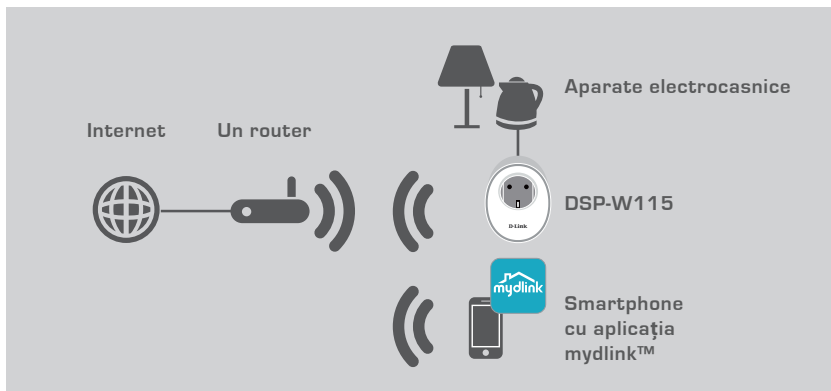 Aparate electrocasnice
Internet
Un router
DSP-W115
D-Link
mydlink
Smartphone
cu aplicația
mydlink™